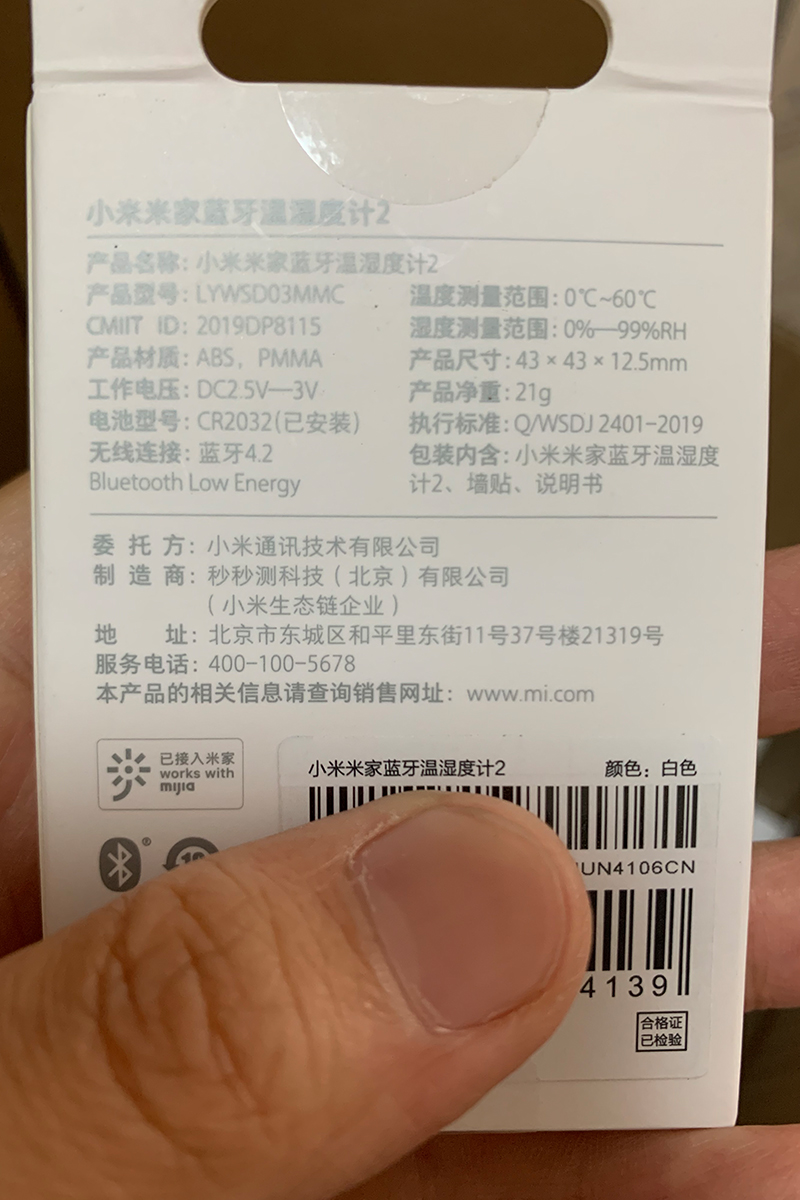 小米米家蓝牙温湿度计2
产品名称：小米米家蓝牙温湿度计2
产品型号：LYWSD03MMC
CMIIT ID：2019DP8115
产品材质：ABS，PMMA
工作电压：DC2.5V—3V
电池型号：CR2032(已安装)
无线连接：蓝牙4.2
Bluetooth Low Energy
温度测量范围：0℃~60℃
湿度测量范围：0%—99%RH
产品尺寸：43 × 43 × 12.5mm
产品净重：21g
执行标准：Q/WSDJ 2401-2019
包装内含：小米米家蓝牙温湿度
计2、墙贴、说明书
委托方：小米通讯技术有限公司
制造商：秒秒测科技（北京）有限公司
（小米生态链企业）
地址：北京市东城区和平里东街11号37号楼21319号
服务电话：400-100-5678
本产品的相关信息请查询销售网址：www.mi.com
已接入米家
works with
mijia
小米米家蓝牙温湿度计2 颜色：白色
UN4106CN
4139
合格证
已检验